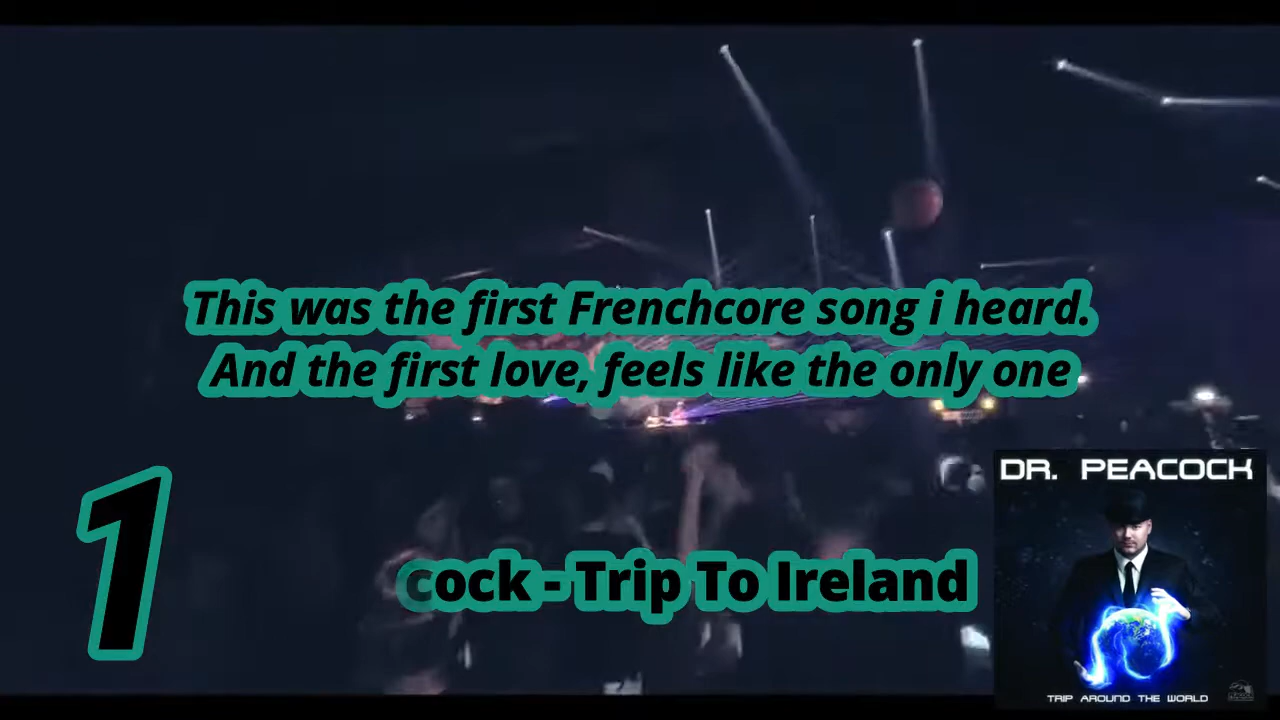 This was the first Frenchcore song i heard.
And the first love, feels like the only one
1
cock - Trip To Ireland
DR. PEACOCK
TRIP AROUND THE WORLD